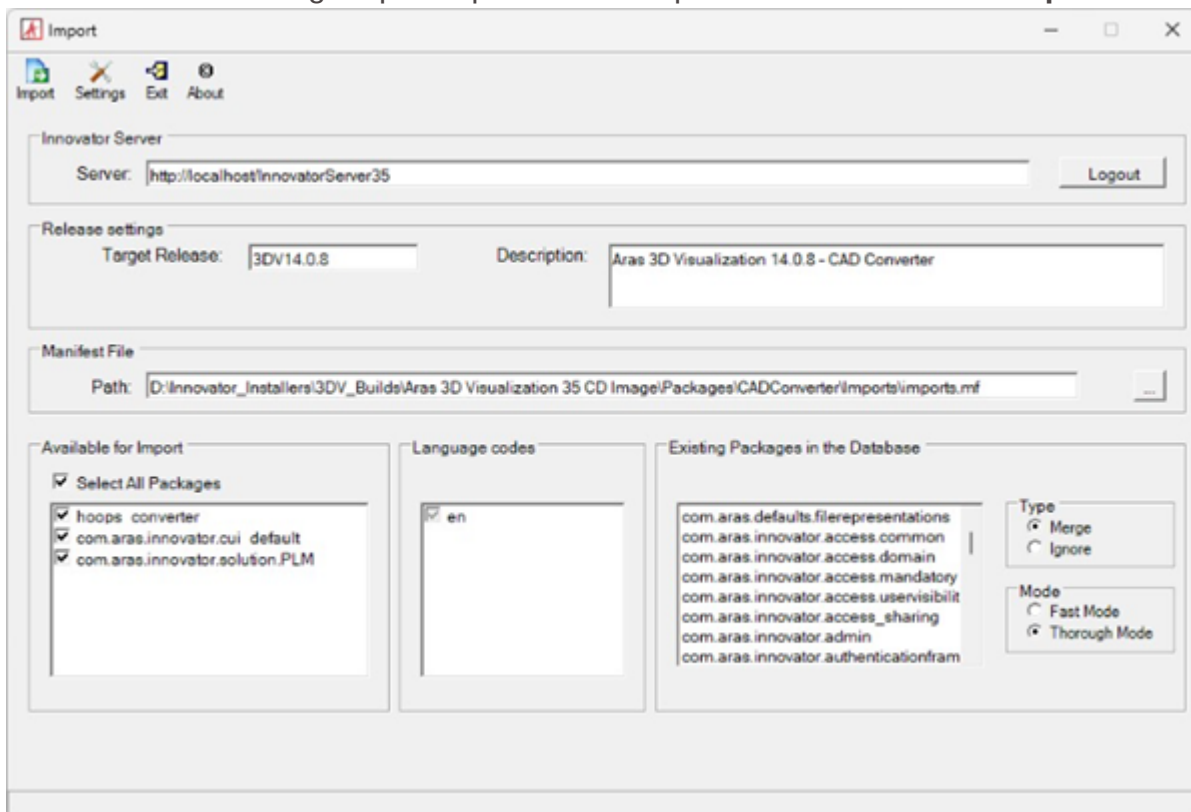 Import
Import Settings Exit About
Innovator Server
Server: http://localhost/InnovatorServer35 Logout
Release settings
Target Release: 3DV14.0.8 Description: Aras 3D Visualization 14.0.8 - CAD Converter
Manifest File
Path: D:\Innovator_Installers\3DV_Builds\Aras 3D Visualization 35 CD Image\Packages\CADConverter\Imports\imports.mf ...
Available for Import
Select All Packages
hoops converter
com.aras.innovator.cui default
com.aras.innovator.solution.PLM
Language codes
en
Existing Packages in the Database
com.aras.defaults.filerepresentations
com.aras.innovator.access.common
com.aras.innovator.access.domain
com.aras.innovator.access.mandatory
com.aras.innovator.access.uservisibilit
com.aras.innovator.access_sharing
com.aras.innovator.admin
com.aras.innovator.authenticationfram
Type
Merge
Ignore
Mode
Fast Mode
Thorough Mode